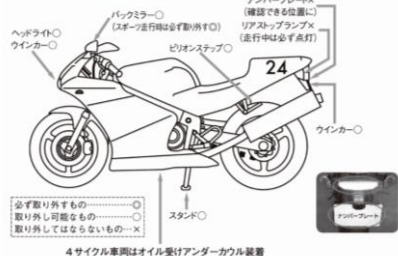 ナンバープレート×
(確認できる位置に)
リアストップランプ×
(走行中は必ず点灯)
バックミラー○
(スポーツ走行時は必ず取り外す◎)
ヘッドライト○
ウインカー○
ピリオンステップ○
24
ウインカー○
必ず取り外すもの………◎
取り外し可能なもの………○
取り外してはならないもの…×
スタンド○
ナンバープレート
4サイクル車両はオイル受けアンダーカウル装着